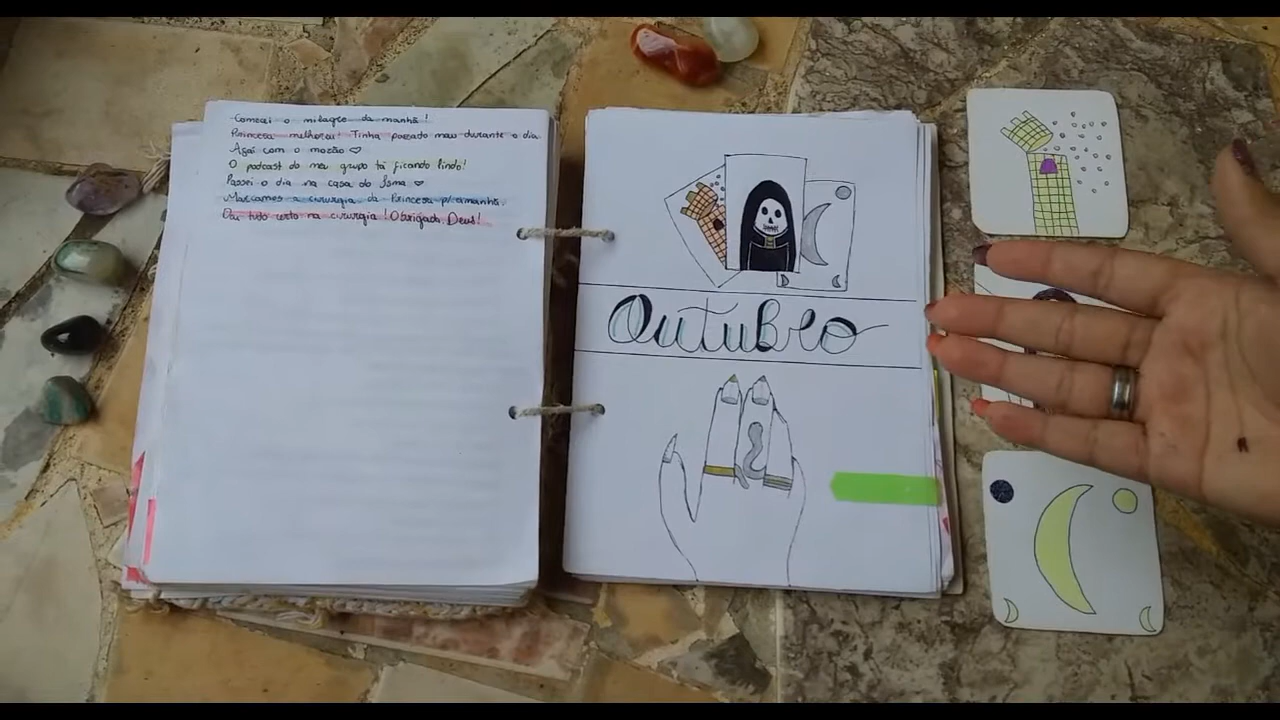 Comecei o milagre da manhã!
Princesa melhorou! Tinha passado mau durante o dia
Açaí com o mozão ♡
O podcast do meu grupo tá ficando lindo!
Passei o dia na casa do Isma ♡
Marcamos a cirurgia da Princesa p/ amanhã.
Deu tudo certo na cirurgia! Obrigada, Deus!
Outubro